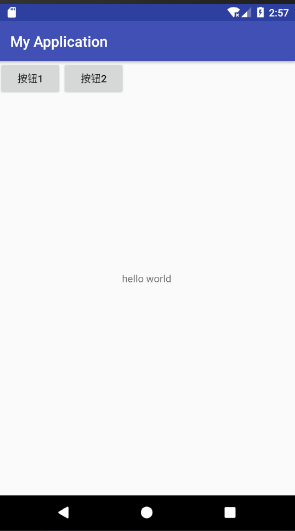 2:57
My Application
按钮1 按钮2
hello world